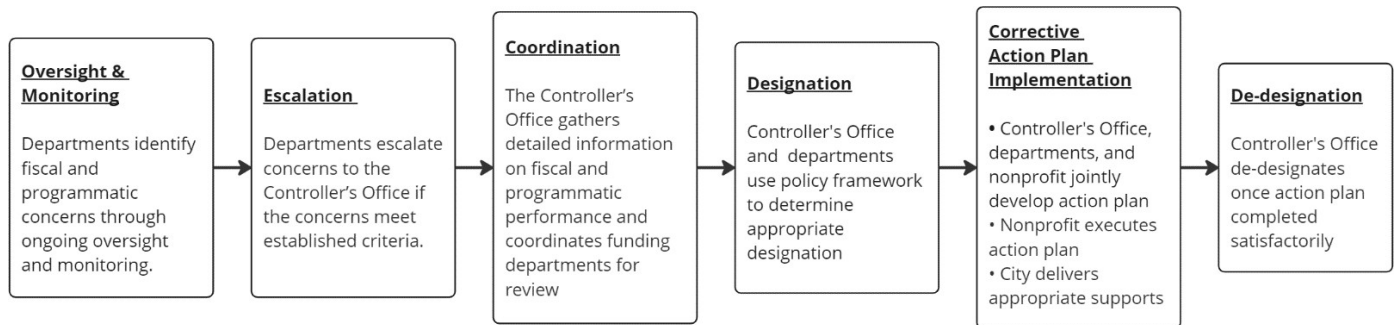 Oversight &
Monitoring
Departments identify
fiscal and
programmatic
concerns through
ongoing oversight
and monitoring.
Escalation
Departments escalate
concerns to the
Controller’s Office if
the concerns meet
established criteria.
Coordination
The Controller’s
Office gathers
detailed information
on fiscal and
programmatic
performance and
coordinates funding
departments for
review
Designation
Controller's Office
and departments
use policy framework
to determine
appropriate
designation
Corrective
Action Plan
Implementation
• Controller's Office,
departments, and
nonprofit jointly
develop action plan
• Nonprofit executes
action plan
• City delivers
appropriate supports
De-designation
Controller's Office
de-designates
once action plan
completed
satisfactorily